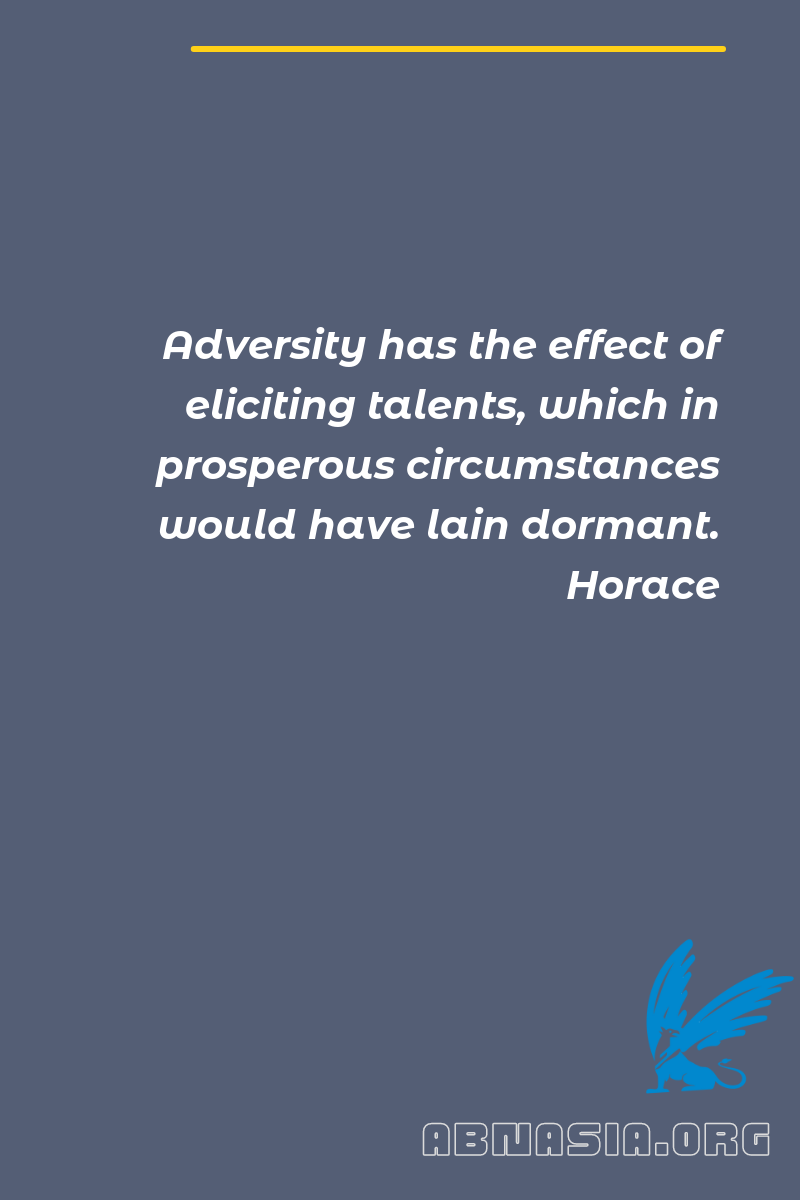 Adversity has the effect of
eliciting talents, which in
prosperous circumstances
would have lain dormant.
Horace
ABNASIA.ORG